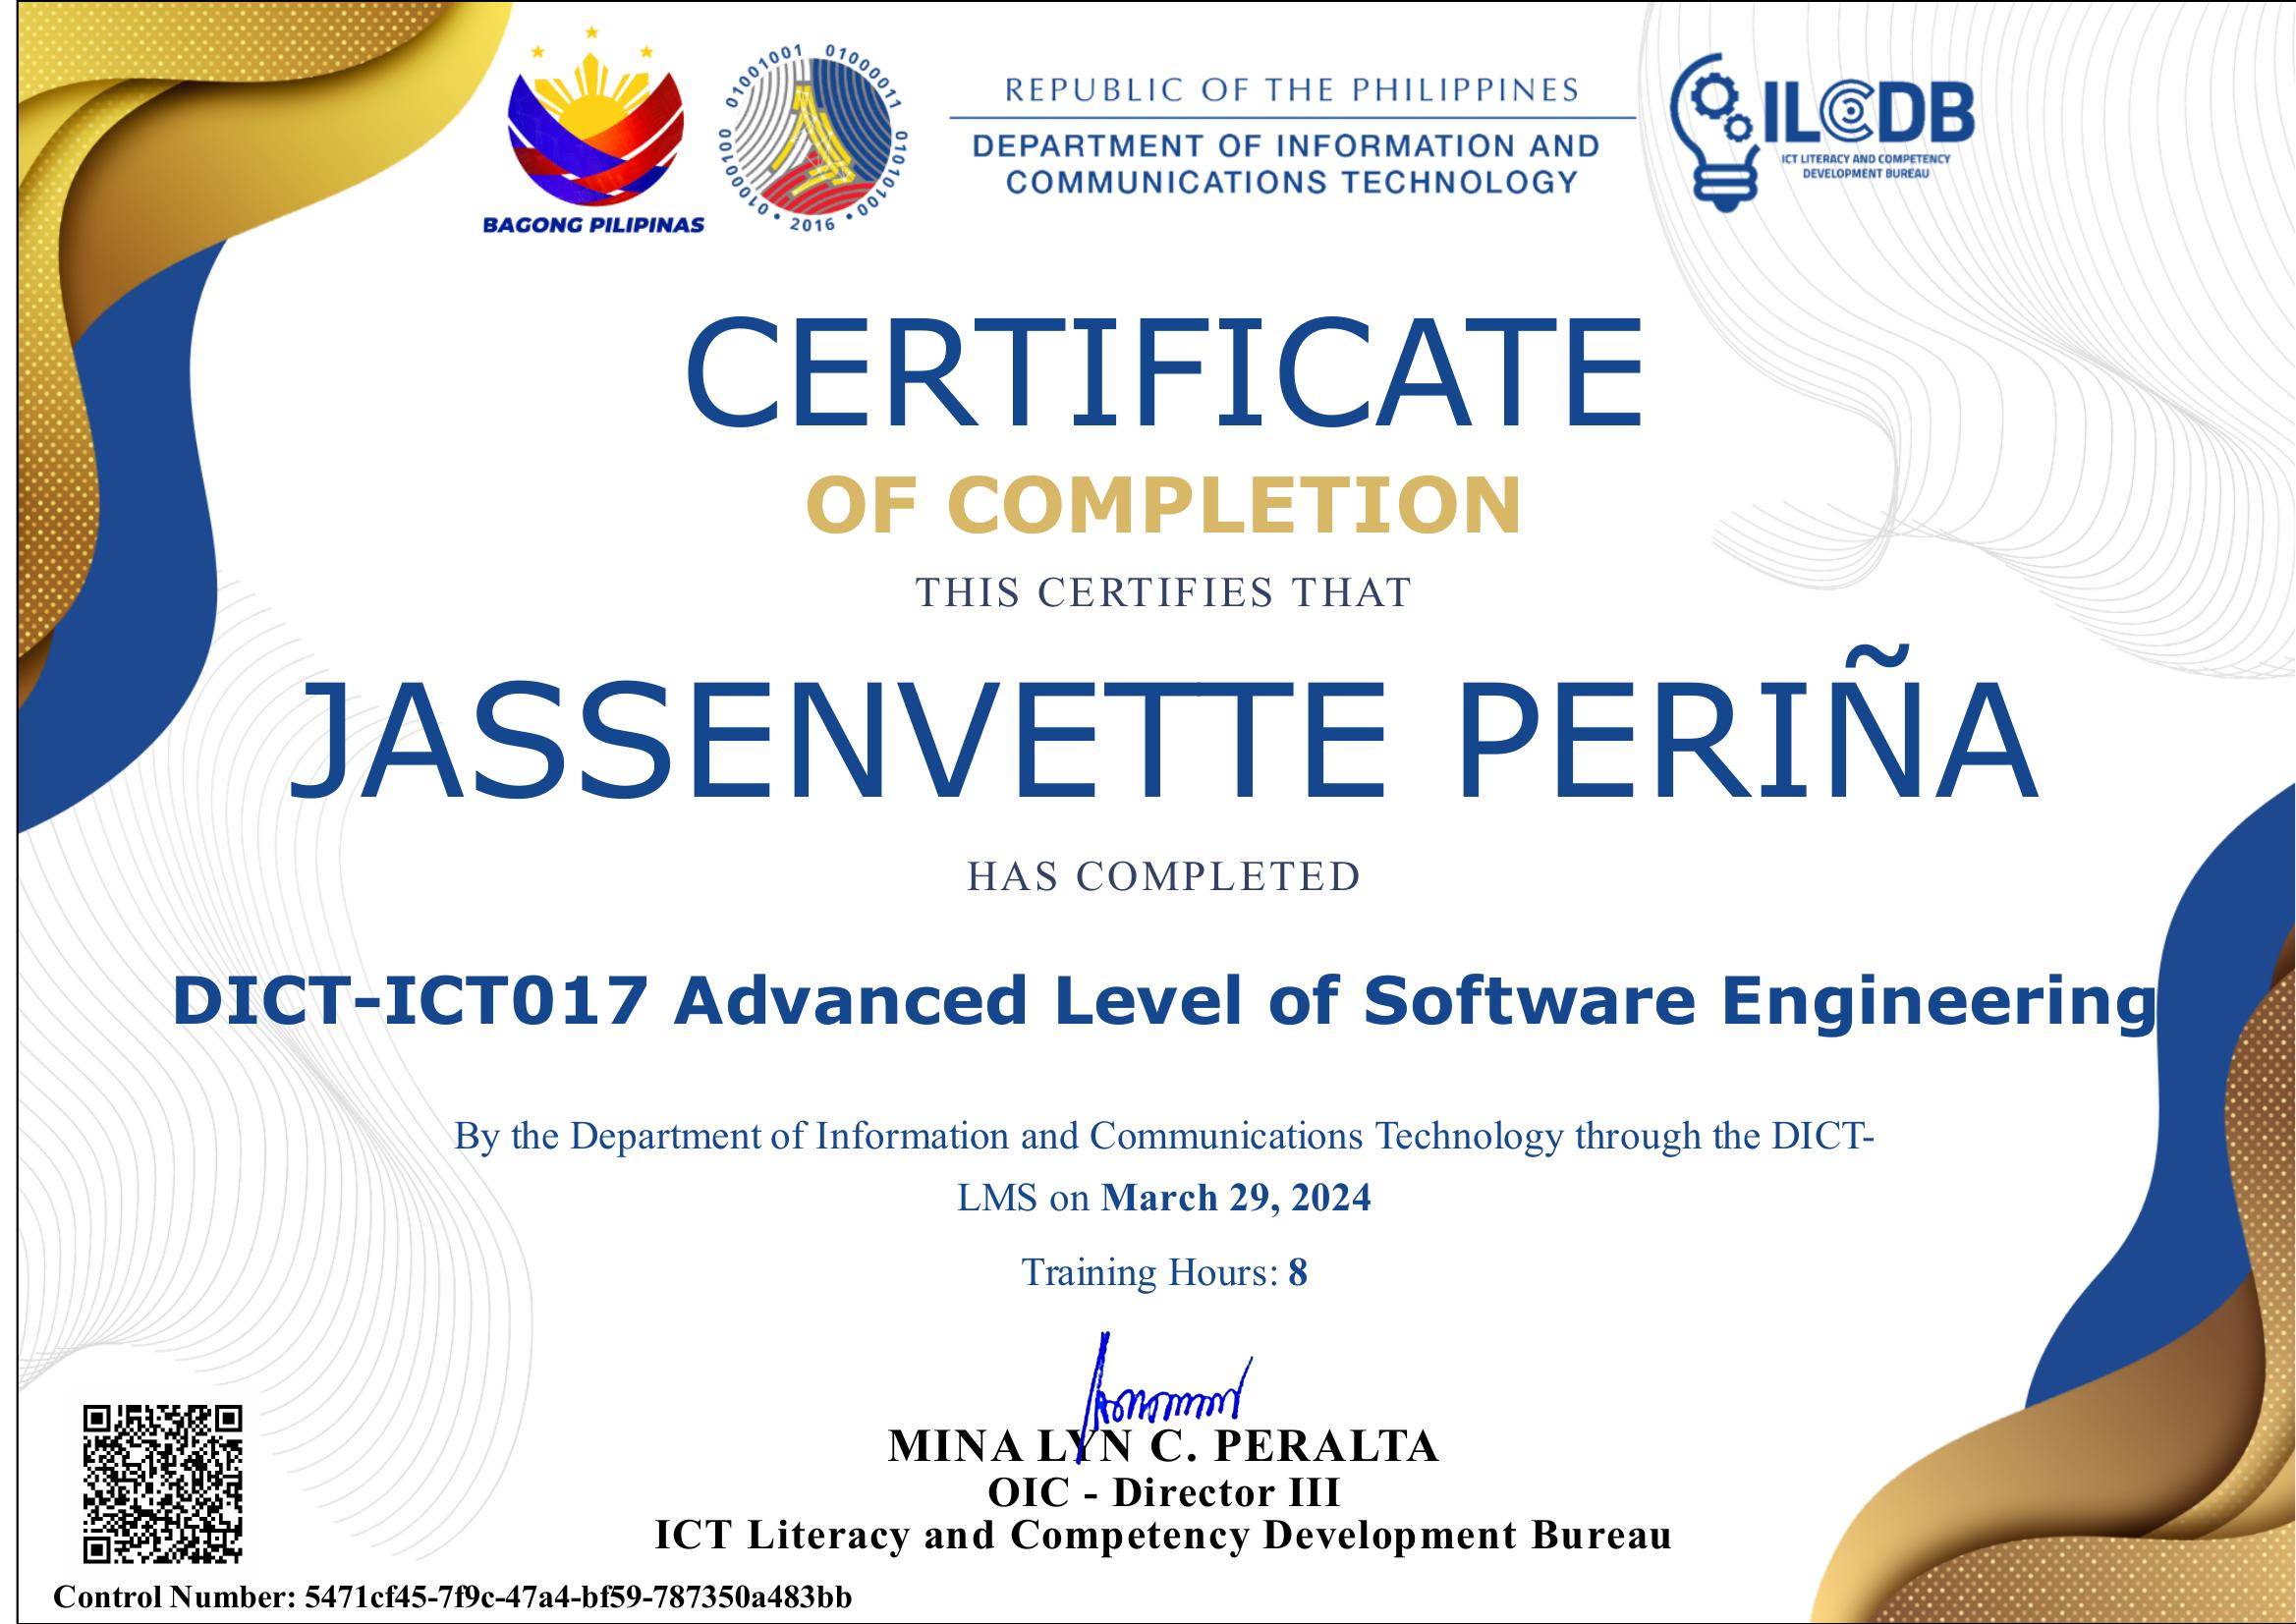 BAGONG PILIPINAS
01001001 01000011 01010100 01000100 2016
REPUBLIC OF THE PHILIPPINES
DEPARTMENT OF INFORMATION AND
COMMUNICATIONS TECHNOLOGY
ILCDB
ICT LITERACY AND COMPETENCY
DEVELOPMENT BUREAU
CERTIFICATE
OF COMPLETION
THIS CERTIFIES THAT
JASSENVETTE PERIÑA
HAS COMPLETED
DICT-ICT017 Advanced Level of Software Engineering
By the Department of Information and Communications Technology through the DICT-
LMS on March 29, 2024
Training Hours: 8
MINA LYN C. PERALTA
OIC - Director III
ICT Literacy and Competency Development Bureau
Control Number: 5471cf45-7f9c-47a4-bf59-787350a483bb